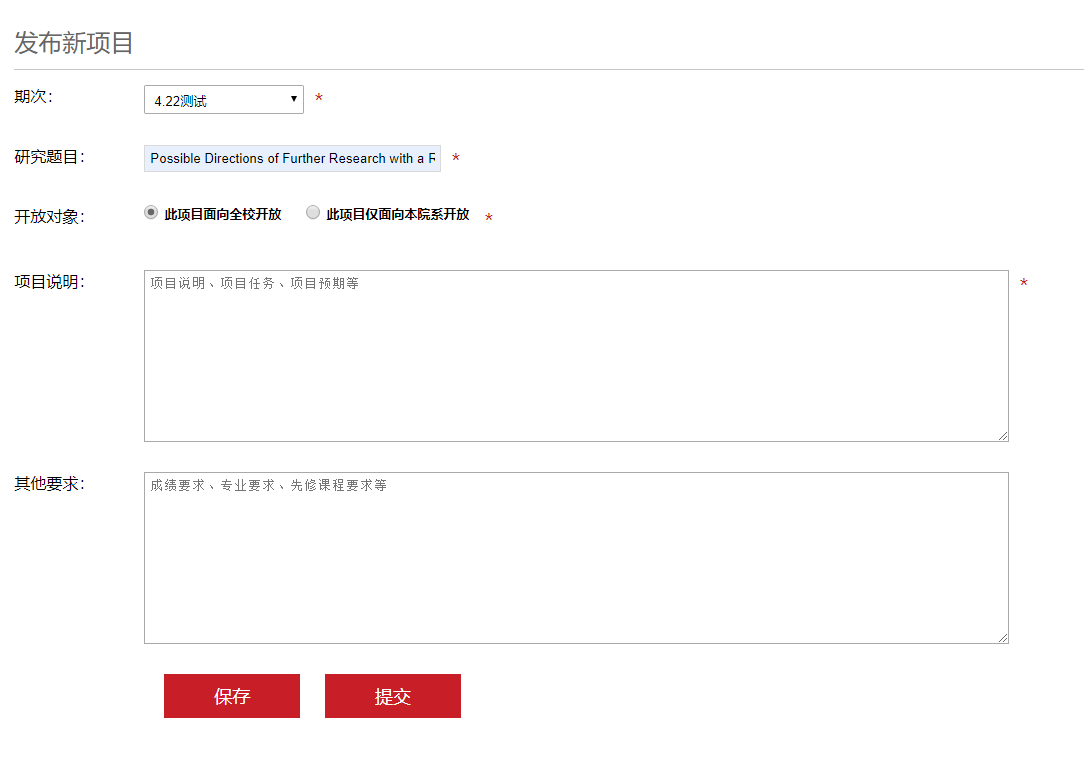 发布新项目
期次：
4.22测试 *
研究题目：
Possible Directions of Further Research with a R *
开放对象：
此项目面向全校开放 此项目仅面向本院系开放 *
项目说明：
项目说明、项目任务、项目预期等 *
其他要求：
成绩要求、专业要求、先修课程要求等
保存 提交